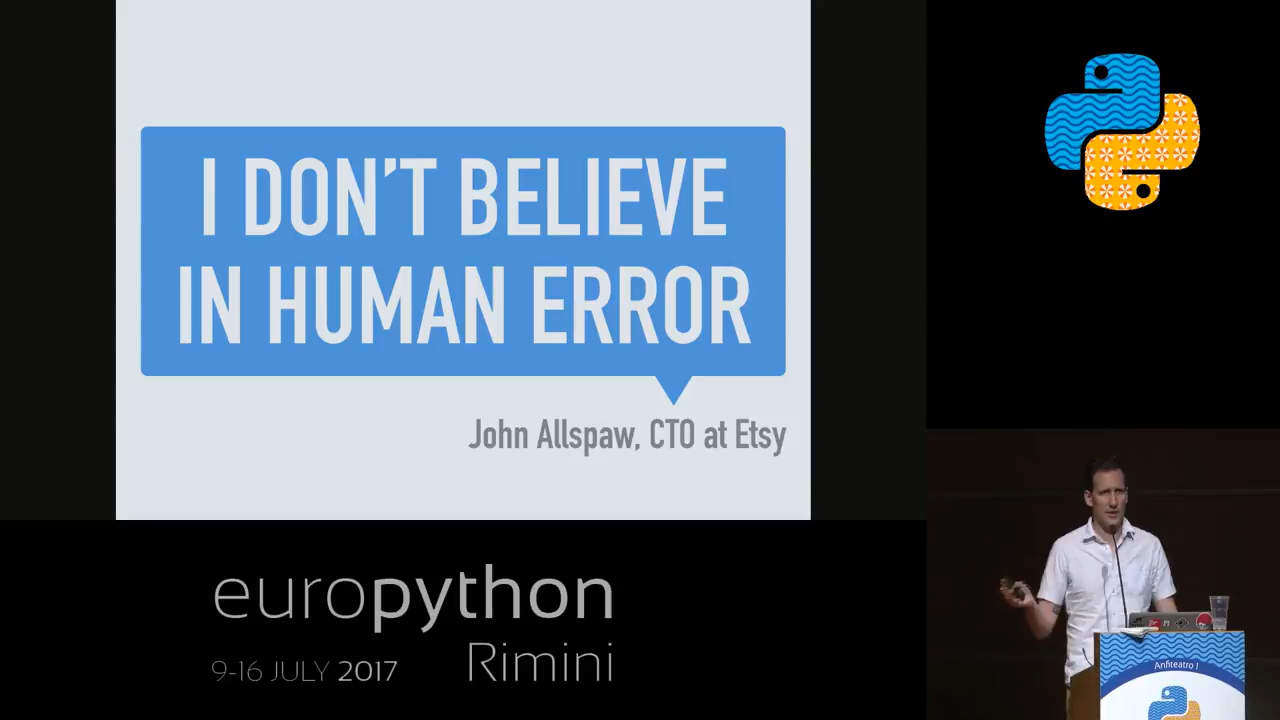 I DON'T BELIEVE
IN HUMAN ERROR
John Allspaw, CTO at Etsy
europython
9-16 JULY 2017
Rimini
Anfiteatro I